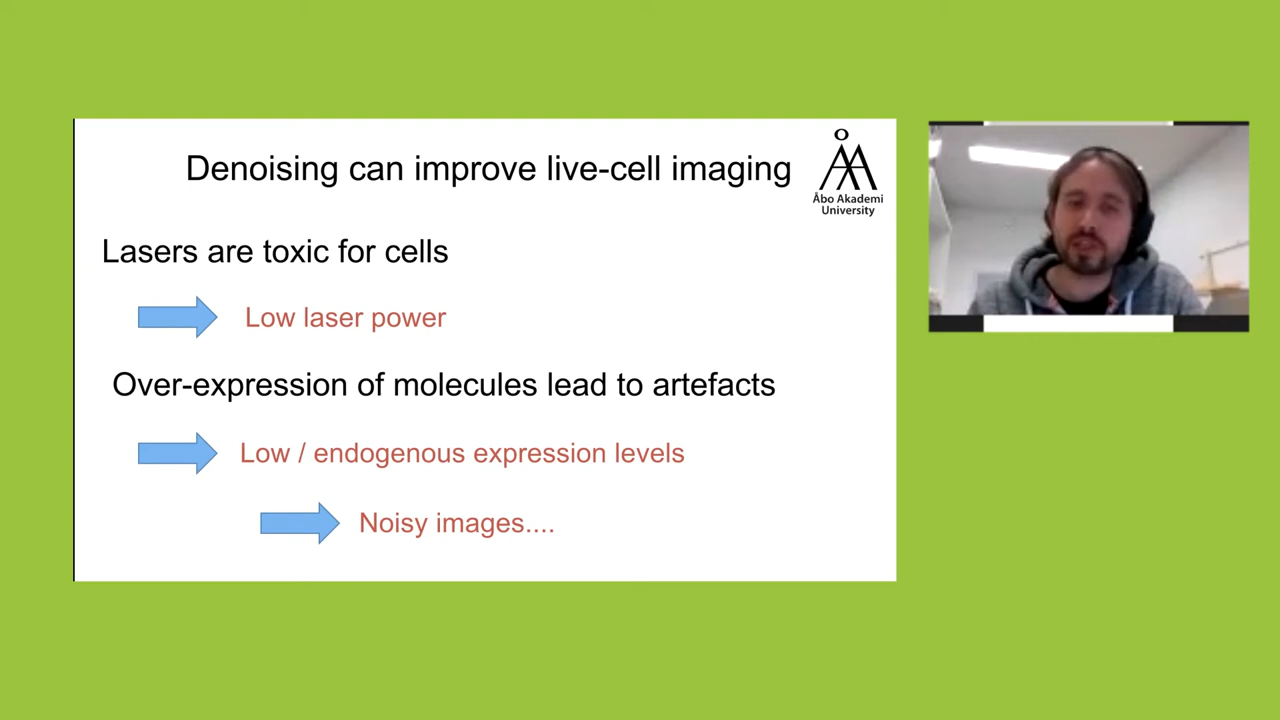 Denoising can improve live-cell imaging
Åbo Akademi
University
Lasers are toxic for cells
Low laser power
Over-expression of molecules lead to artefacts
Low / endogenous expression levels
Noisy images....